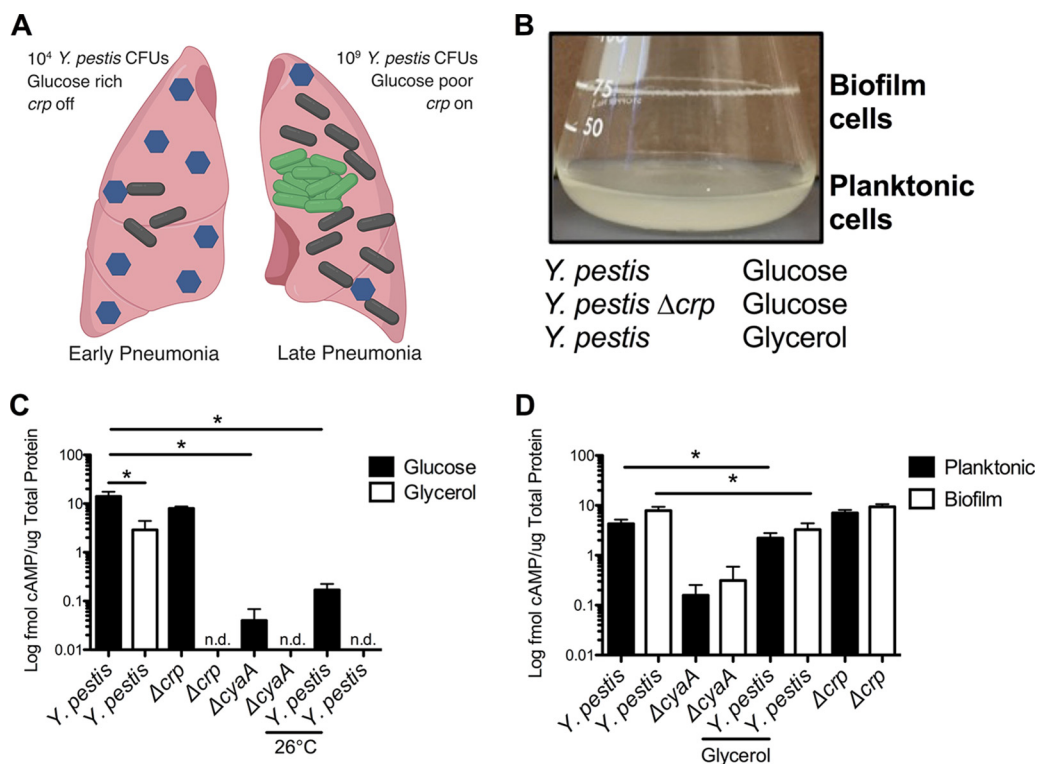 A
10⁴ Y. pestis CFUs
Glucose rich
crp off
10⁹ Y. pestis CFUs
Glucose poor
crp on
Early Pneumonia
Late Pneumonia
B
75
50
Biofilm cells
Planktonic cells
Y. pestis Glucose
Y. pestis Δcrp Glucose
Y. pestis Glycerol
C
Log fmol cAMP/ug Total Protein
100
10
1
0.1
0.01
*
*
*
n.d.
n.d.
n.d.
Glucose
Glycerol
Y. pestis
Y. pestis
Δcrp
Δcrp
ΔcyaA
ΔcyaA
Y. pestis
Y. pestis
26°C
D
Log fmol cAMP/ug Total Protein
100
10
1
0.1
0.01
*
*
Planktonic
Biofilm
Y. pestis
Y. pestis
ΔcyaA
ΔcyaA
Y. pestis
Y. pestis
Δcrp
Δcrp
Glycerol